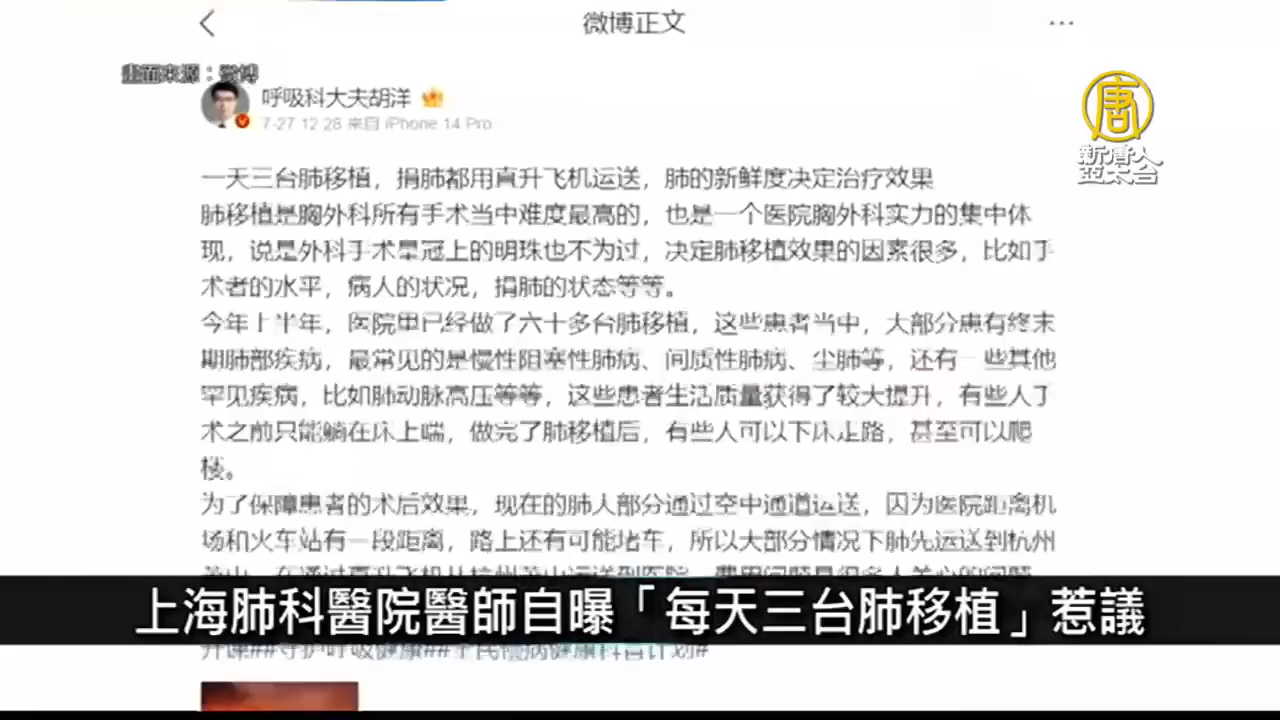 微博正文
畫面來源：微博
呼吸科大夫胡洋
7-27 12 28 来自 iPhone 14 Pro
唐
新唐人
亞太台
一天三台肺移植，捐肺都用直升飞机运送，肺的新鲜度决定治疗效果
肺移植是胸外科所有手术当中难度最高的，也是一个医院胸外科实力的集中体
现，说是外科手术皇冠上的明珠也不为过，决定肺移植效果的因素很多，比如手
术者的水平，病人的状况，捐肺的状态等等。
今年上半年，医院里已经做了六十多台肺移植，这些患者当中，大部分患有终末
期肺部疾病，最常见的是慢性阻塞性肺病、间质性肺病、尘肺等，还有一些其他
罕见疾病，比如肺动脉高压等等，这些患者生活质量获得了较大提升，有些人手
术之前只能躺在床上喘，做完了肺移植后，有些人可以下床走路，甚至可以爬
楼。
为了保障患者的术后效果，现在的肺大部分通过空中通道运送，因为医院距离机
场和火车站有一段距离，路上还有可能堵车，所以大部分情况下肺先运送到杭州
上海肺科醫院醫師自曝「每天三台肺移植」惹議